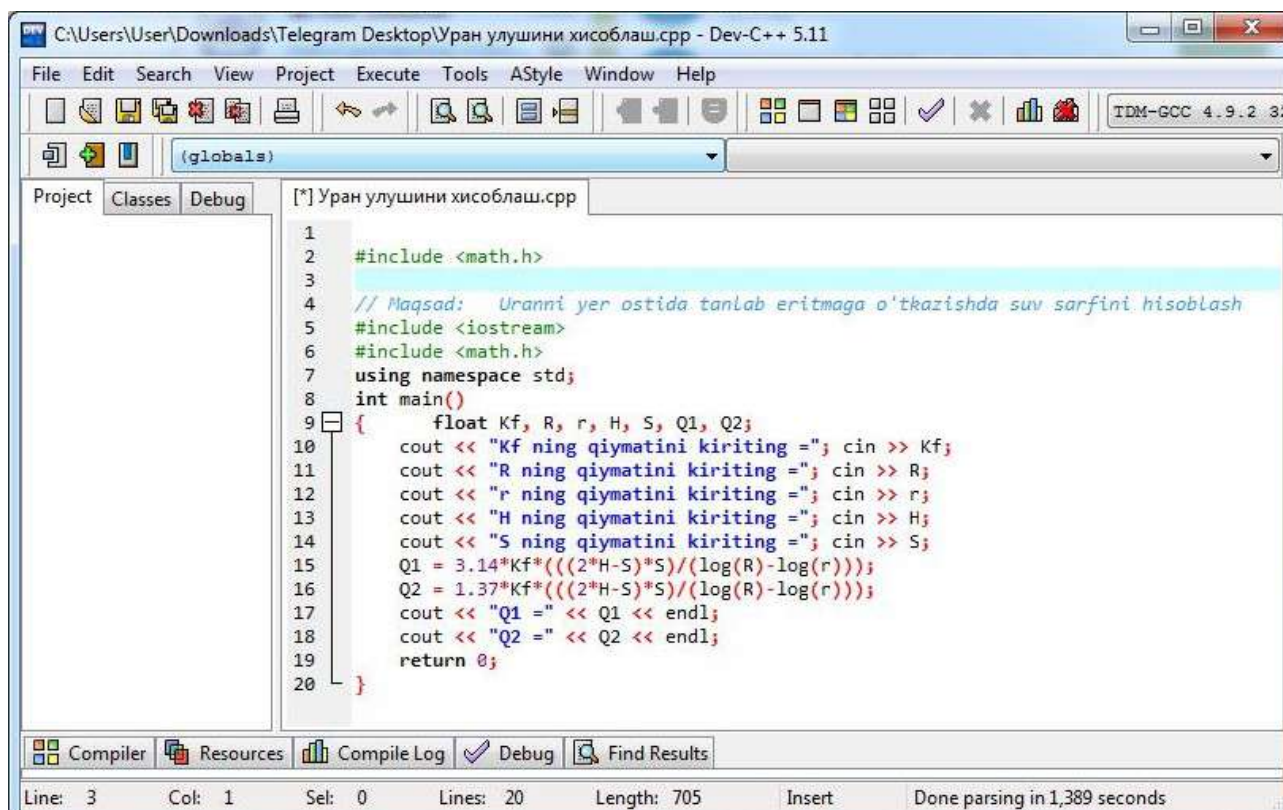 C:\Users\User\Downloads\Telegram Desktop\Уран улушини хисоблаш.cpp - Dev-C++ 5.11
File Edit Search View Project Execute Tools AStyle Window Help
TDM-GCC 4.9.2 32
(globals)
Project Classes Debug
[*] Уран улушини хисоблаш.cpp
1
2 #include <math.h>
3
4 // Maqsad: Uranni yer ostida tanlab eritmaga o'tkazishda suv sarfini hisoblash
5 #include <iostream>
6 #include <math.h>
7 using namespace std;
8 int main()
9 { float Kf, R, r, H, S, Q1, Q2;
10 cout << "Kf ning qiymatini kiriting ="; cin >> Kf;
11 cout << "R ning qiymatini kiriting ="; cin >> R;
12 cout << "r ning qiymatini kiriting ="; cin >> r;
13 cout << "H ning qiymatini kiriting ="; cin >> H;
14 cout << "S ning qiymatini kiriting ="; cin >> S;
15 Q1 = 3.14*Kf*(((2*H-S)*S)/(log(R)-log(r)));
16 Q2 = 1.37*Kf*(((2*H-S)*S)/(log(R)-log(r)));
17 cout << "Q1 =" << Q1 << endl;
18 cout << "Q2 =" << Q2 << endl;
19 return 0;
20 }
Compiler Resources Compile Log Debug Find Results
Line: 3 Col: 1 Sel: 0 Lines: 20 Length: 705 Insert Done parsing in 1,389 seconds